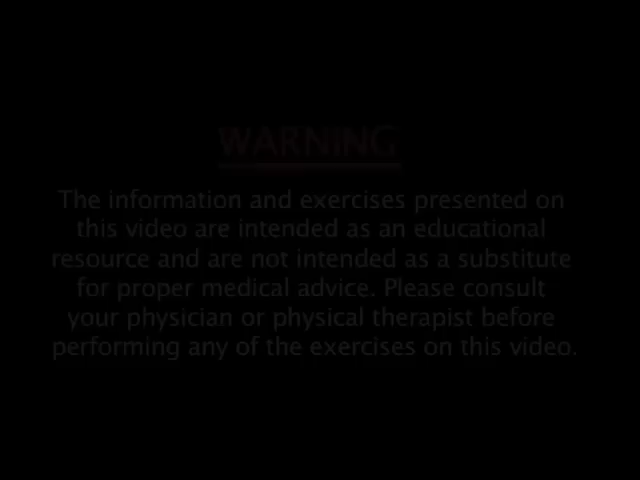 WARNING
The information and exercises presented on
this video are intended as an educational
resource and are not intended as a substitute
for proper medical advice. Please consult
your physician or physical therapist before
performing any of the exercises on this video.